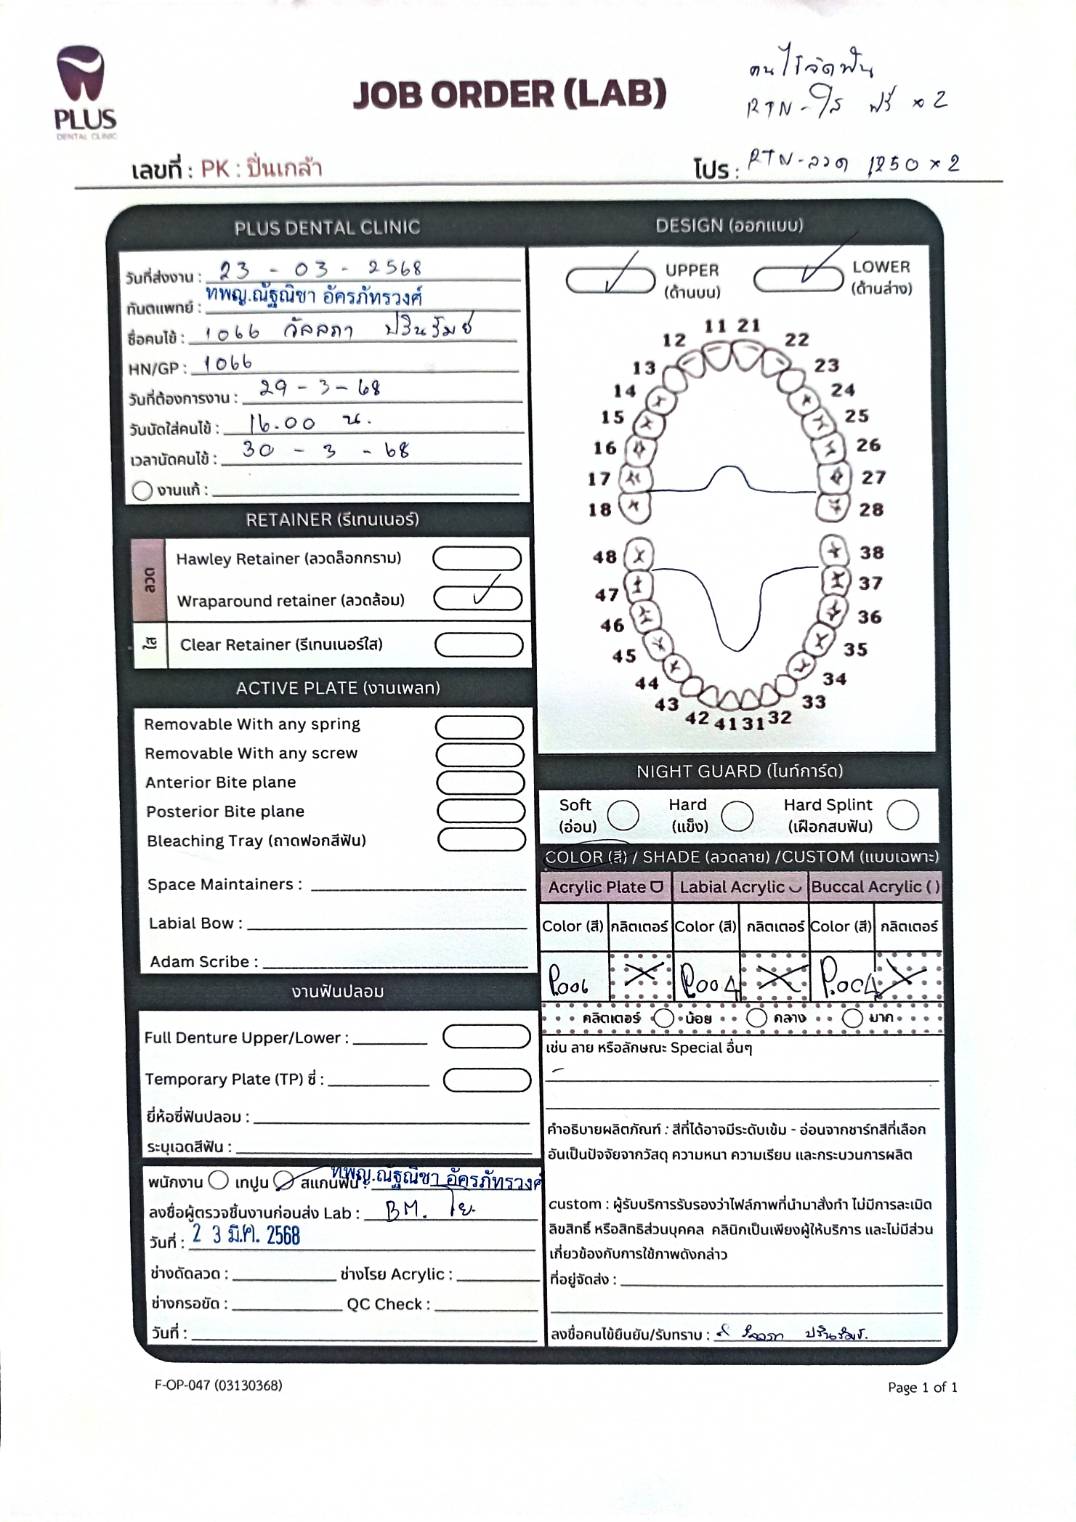 PLUS
DENTAL CLINIC
JOB ORDER (LAB)
คนไข้จัดฟัน
RTN-ใส ฟรี x2
เลขที่ : PK : ปิ่นเกล้า
โปร : RTN-ลวด 1250 x 2
PLUS DENTAL CLINIC
วันที่ส่งงาน : 23 - 03 - 2568
ทันตแพทย์ : ทพญ.ณัฐณิชา อัครภัทรวงศ์
ชื่อคนไข้ : 1066 วัลลภา
HN/GP : 1066
วันที่ต้องการงาน : 29 - 3 - 68
วันนัดใส่คนไข้ : 16.00 น.
เวลานัดคนไข้ : 30 - 3 - 68
งานแก้ :
DESIGN (ออกแบบ)
UPPER (ด้านบน)
LOWER (ด้านล่าง)
11 21
12 22
13 23
14 24
15 25
16 26
17 27
18 28
48 38
47 37
46 36
45 35
44 34
43 33
42 41 31 32
RETAINER (รีเทนเนอร์)
ลวด
Hawley Retainer (ลวดล็อกกราม)
Wraparound retainer (ลวดล้อม)
ใส
Clear Retainer (รีเทนเนอร์ใส)
ACTIVE PLATE (งานเพลท)
Removable With any spring
Removable With any screw
Anterior Bite plane
Posterior Bite plane
Bleaching Tray (ถาดฟอกสีฟัน)
Space Maintainers :
Labial Bow :
Adam Scribe :
NIGHT GUARD (ไนท์การ์ด)
Soft (อ่อน)
Hard (แข็ง)
Hard Splint (เฝือกสบฟัน)
COLOR (สี) / SHADE (ลวดลาย) /CUSTOM (แบบเฉพาะ)
Acrylic Plate Labial Acrylic Buccal Acrylic ( )
Color (สี) กลิตเตอร์ Color (สี) กลิตเตอร์ Color (สี) กลิตเตอร์
P.006 P.004 P.004
กลิตเตอร์ น้อย กลาง มาก
เช่น ลาย หรือลักษณะ Special อื่นๆ
คำอธิบายผลิตภัณฑ์ : สีที่ได้อาจมีระดับเข้ม - อ่อนจากชาร์ทสีที่เลือก
อันเป็นปัจจัยจากวัสดุ ความหนา ความเรียบ และกระบวนการผลิต
custom : ผู้รับบริการรับรองว่าไฟล์ภาพที่นำมาสั่งทำ ไม่มีการละเมิด
ลิขสิทธิ์ หรือสิทธิส่วนบุคคล คลินิกเป็นเพียงผู้ให้บริการ และไม่มีส่วน
เกี่ยวข้องกับการใช้ภาพดังกล่าว
ที่อยู่จัดส่ง :
ลงชื่อคนไข้ยืนยัน/รับทราบ :
งานฟันปลอม
Full Denture Upper/Lower :
Temporary Plate (TP) ซี่ :
ยี่ห้อซี่ฟันปลอม :
ระบุเฉดสีฟัน :
พนักงาน เทปูน สแกนฟัน : ทพญ.ณัฐณิชา อัครภัทรวงศ์
ลงชื่อผู้ตรวจชิ้นงานก่อนส่ง Lab : BM.
วันที่ : 23 มี.ค. 2568
ช่างดัดลวด : ช่างโรย Acrylic :
ช่างกรอขัด : QC Check :
วันที่ :
F-OP-047 (03130368)
Page 1 of 1